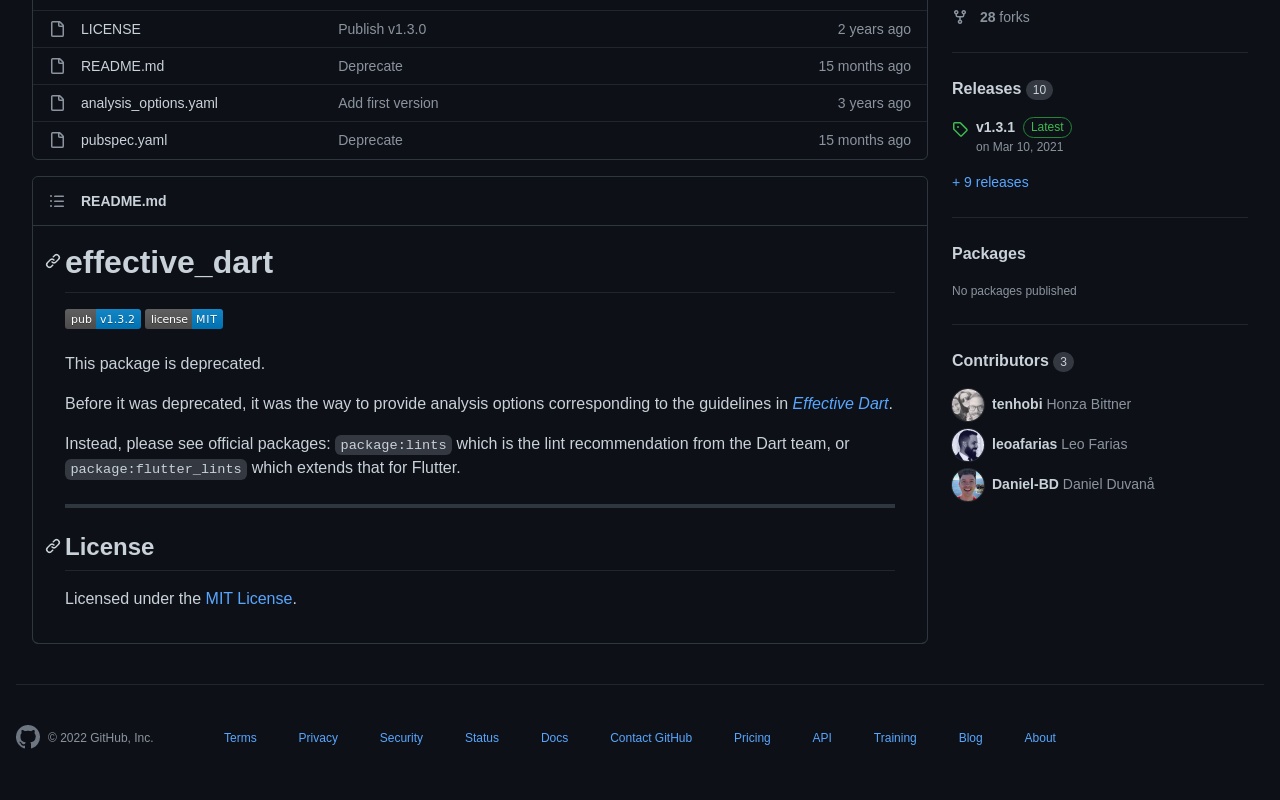 LICENSE Publish v1.3.0 2 years ago
README.md Deprecate 15 months ago
analysis_options.yaml Add first version 3 years ago
pubspec.yaml Deprecate 15 months ago
README.md
effective_dart
pub v1.3.2 license MIT
This package is deprecated.
Before it was deprecated, it was the way to provide analysis options corresponding to the guidelines in Effective Dart.
Instead, please see official packages: package:lints which is the lint recommendation from the Dart team, or
package:flutter_lints which extends that for Flutter.
License
Licensed under the MIT License.
28 forks
Releases 10
v1.3.1 Latest
on Mar 10, 2021
+ 9 releases
Packages
No packages published
Contributors 3
tenhobi Honza Bittner
leoafarias Leo Farias
Daniel-BD Daniel Duvanå
© 2022 GitHub, Inc. Terms Privacy Security Status Docs Contact GitHub Pricing API Training Blog About